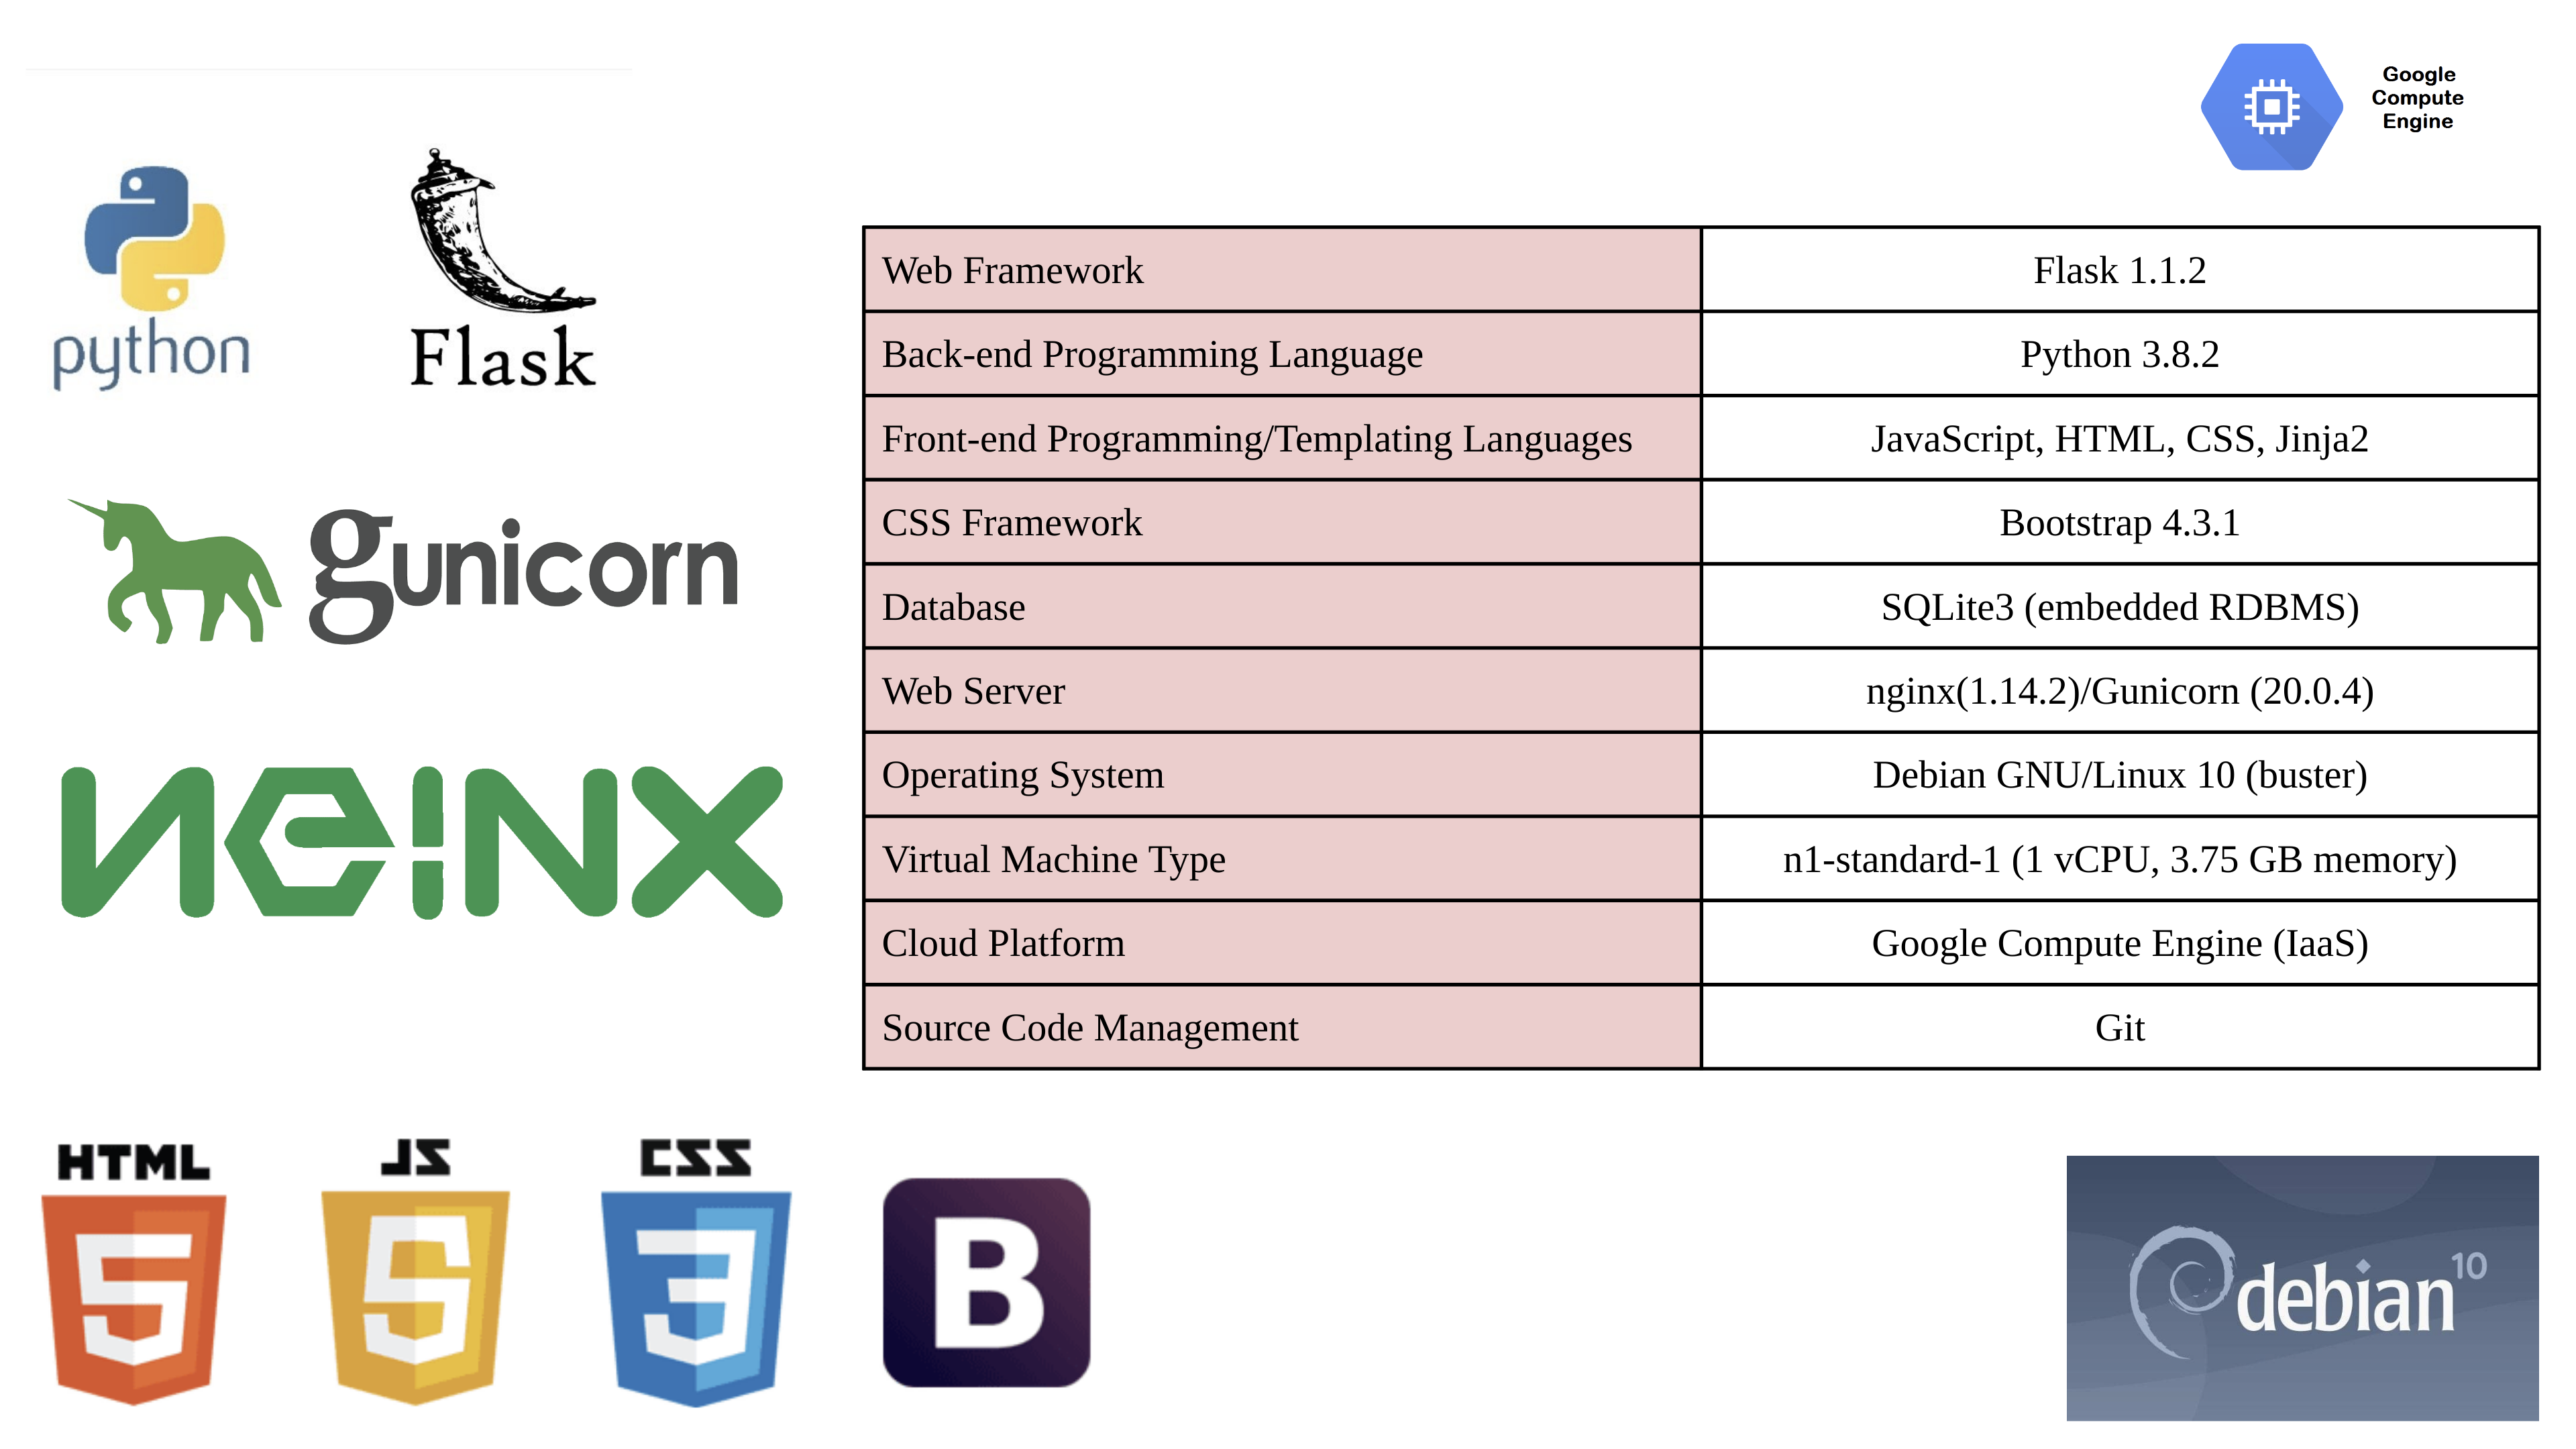 Google
Compute
Engine
python
Flask
gunicorn
NGINX
Web Framework Flask 1.1.2
Back-end Programming Language Python 3.8.2
Front-end Programming/Templating Languages JavaScript, HTML, CSS, Jinja2
CSS Framework Bootstrap 4.3.1
Database SQLite3 (embedded RDBMS)
Web Server nginx(1.14.2)/Gunicorn (20.0.4)
Operating System Debian GNU/Linux 10 (buster)
Virtual Machine Type n1-standard-1 (1 vCPU, 3.75 GB memory)
Cloud Platform Google Compute Engine (IaaS)
Source Code Management Git
HTML JS CSS
5 5 3 B
debian 10